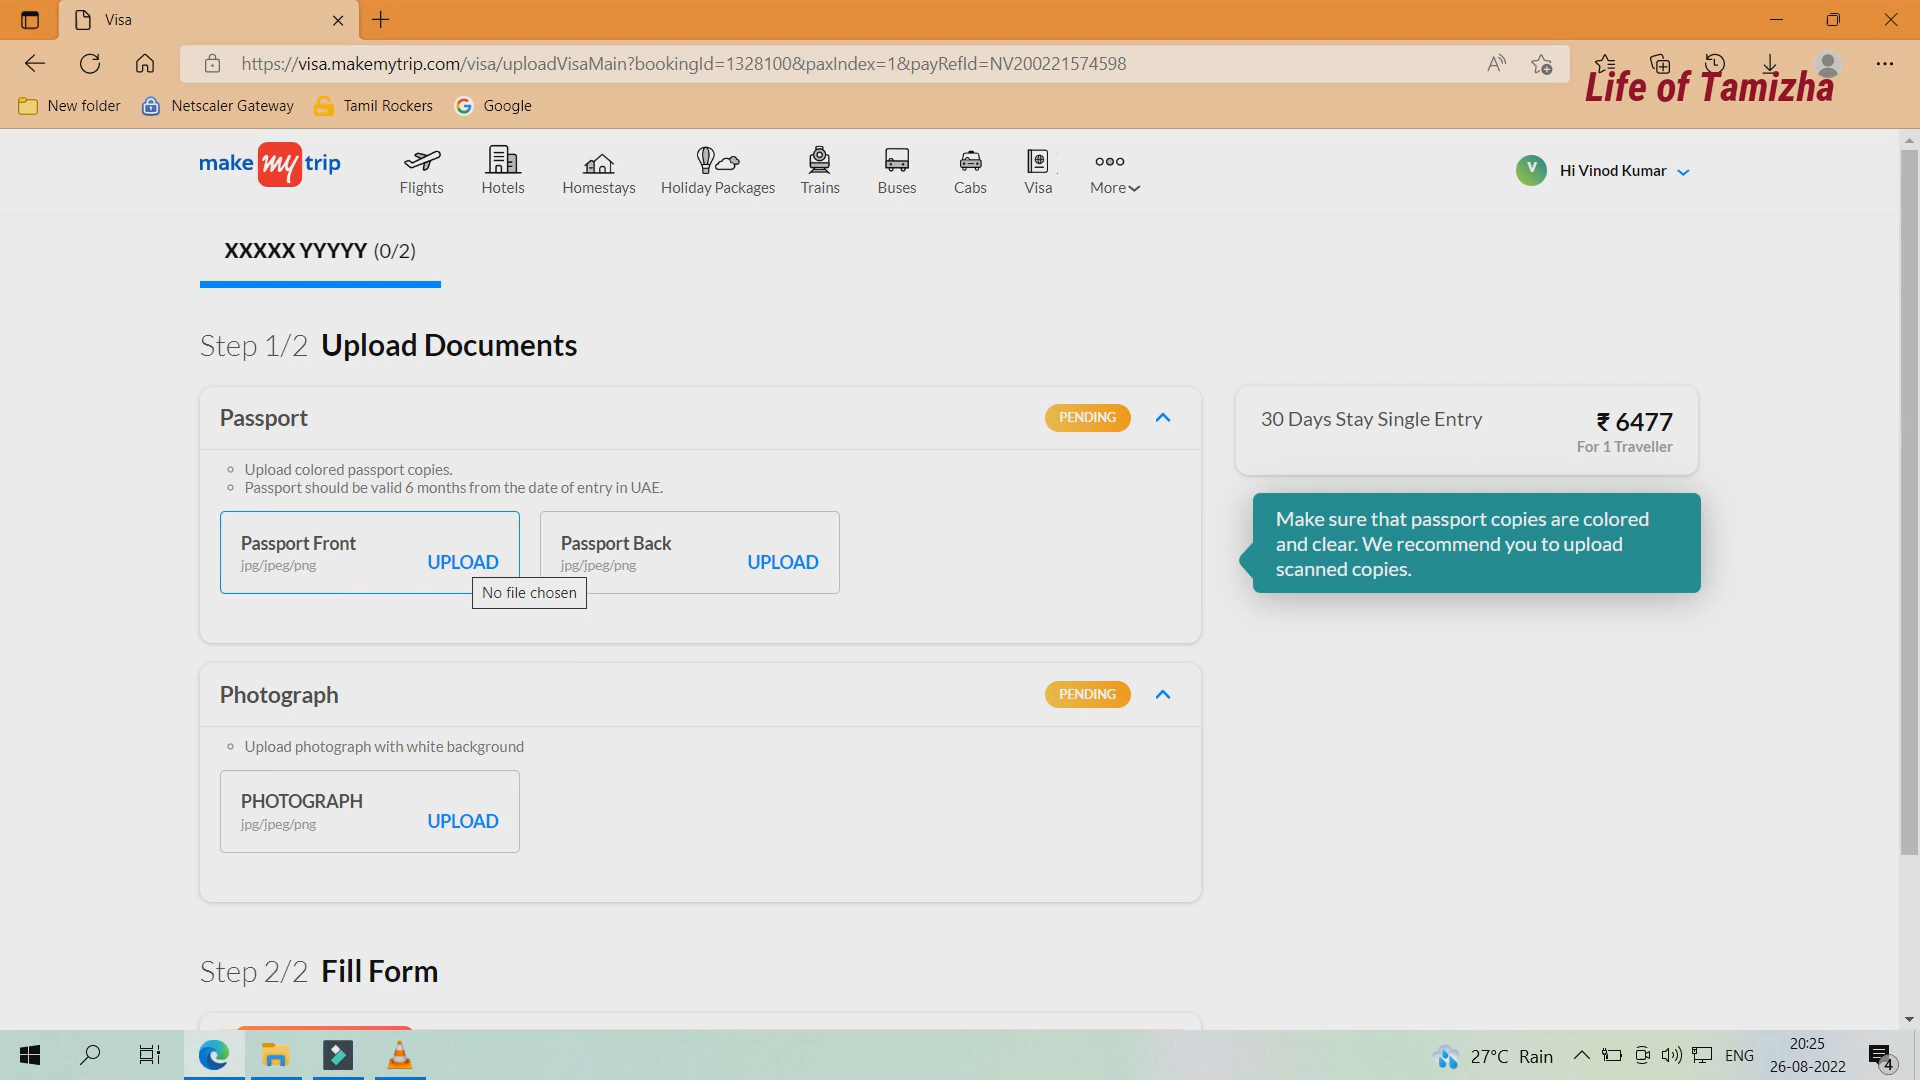 Visa
https://visa.makemytrip.com/visa/uploadVisaMain?bookingId=1328100&paxIndex=1&payRefId=NV200221574598
New folder
Netscaler Gateway
Tamil Rockers
Google
Life of Tamizha
make my trip
Flights
Hotels
Homestays
Holiday Packages
Trains
Buses
Cabs
Visa
More
V
Hi Vinod Kumar
XXXXX YYYYY (0/2)
Step 1/2 Upload Documents
Passport
PENDING
Upload colored passport copies.
Passport should be valid 6 months from the date of entry in UAE.
Passport Front
jpg/jpeg/png
UPLOAD
Passport Back
jpg/jpeg/png
UPLOAD
No file chosen
30 Days Stay Single Entry
₹ 6477
For 1 Traveller
Make sure that passport copies are colored
and clear. We recommend you to upload
scanned copies.
Photograph
PENDING
Upload photograph with white background
PHOTOGRAPH
jpg/jpeg/png
UPLOAD
Step 2/2 Fill Form
27°C Rain
ENG
20:25
26-08-2022
4